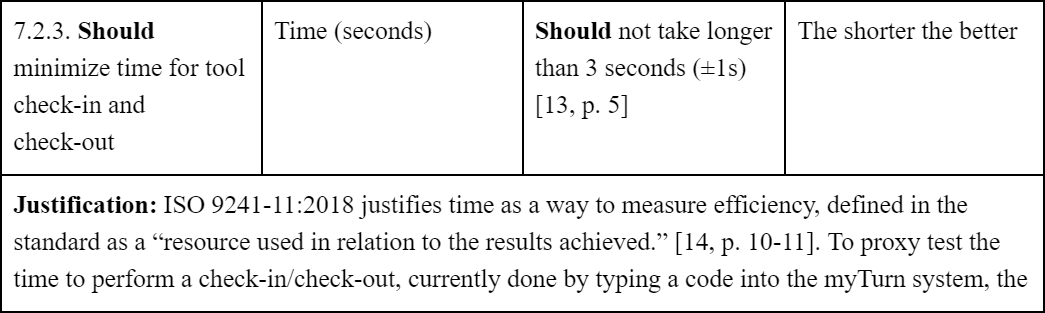 7.2.3. Should
minimize time for tool
check-in and
check-out
Time (seconds)
Should not take longer
than 3 seconds (±1s)
[13, p. 5]
The shorter the better
Justification: ISO 9241-11:2018 justifies time as a way to measure efficiency, defined in the
standard as a “resource used in relation to the results achieved.” [14, p. 10-11]. To proxy test the
time to perform a check-in/check-out, currently done by typing a code into the myTurn system, the